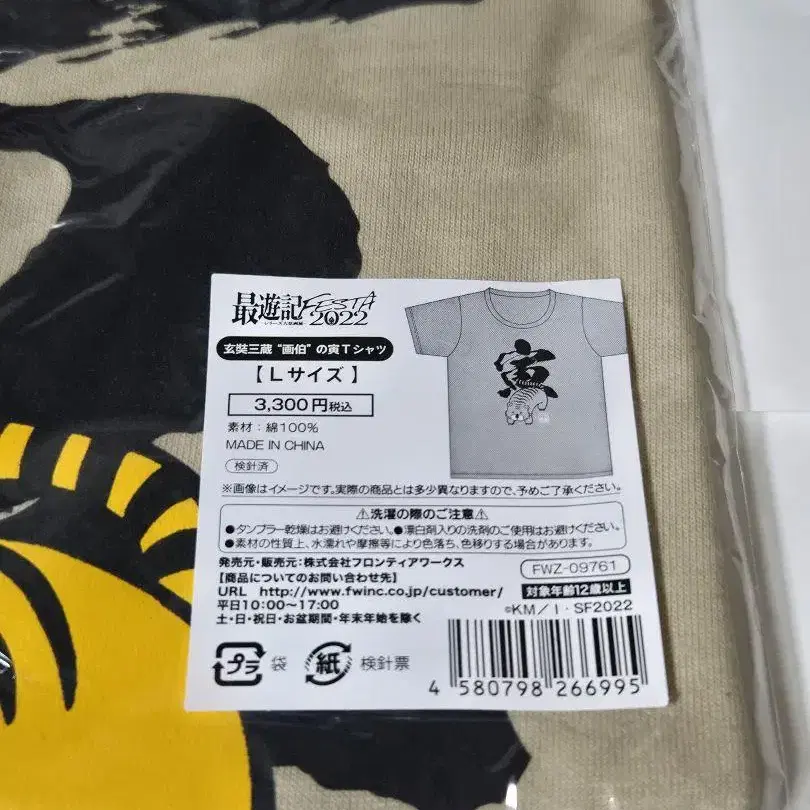 最遊記FESTA
2022
玄奘三蔵“画伯”の寅Tシャツ
【Lサイズ】
3,300円税込
素材:綿100%
MADE IN CHINA
検針済
寅
※画像はイメージです。実際の商品とは多少異なりますので、予めご了承ください。
⚠洗濯の際のご注意⚠
●タンブラー乾燥はお避けください。●漂白剤入りの洗剤のご使用はお避けください。
●素材の性質上、水濡れや摩擦等により色落ち、色移りする場合があります。
発売元・販売元:株式会社フロンティアワークス
FWZ-09761
【商品についてのお問い合わせ先】
URL http://www.fwinc.co.jp/customer/
対象年齢12歳以上
平日10:00~17:00
©KM/I・SF2022
土・日・祝日・お盆期間・年末年始を除く
プラ 袋 紙 検針票
4 580798 266995